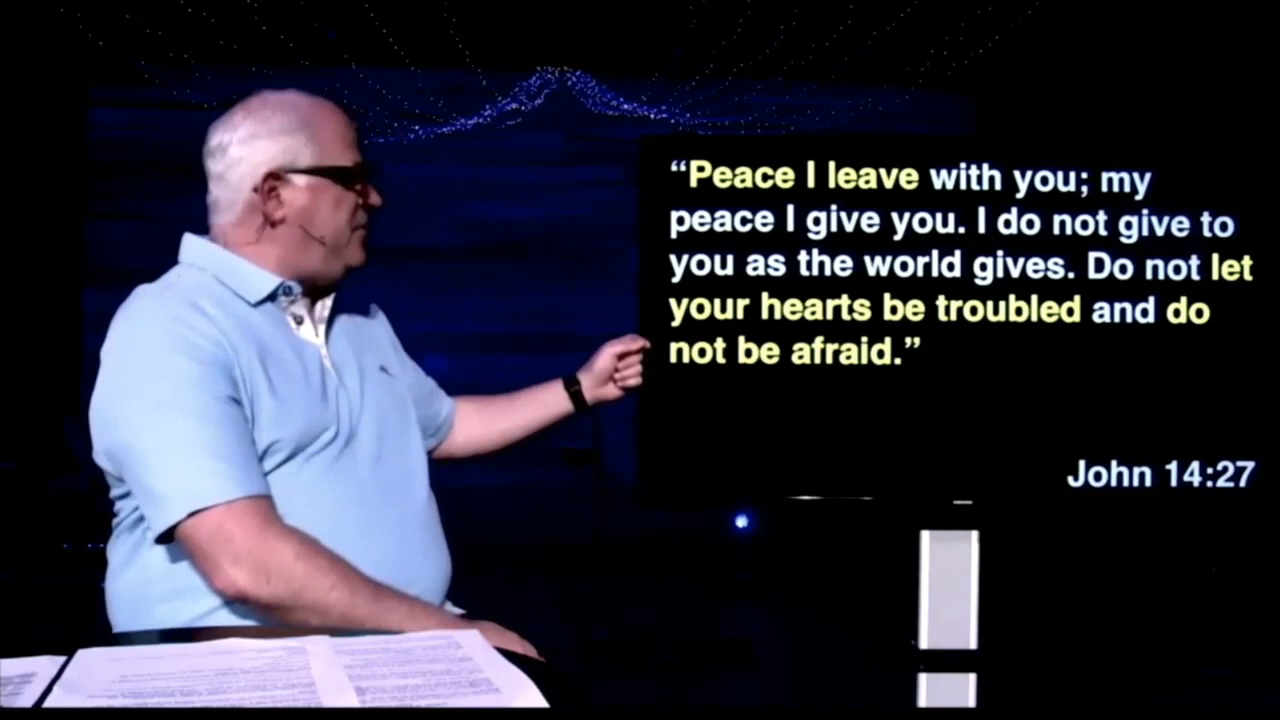 “Peace I leave with you; my
peace I give you. I do not give to
you as the world gives. Do not let
your hearts be troubled and do
not be afraid.”
John 14:27